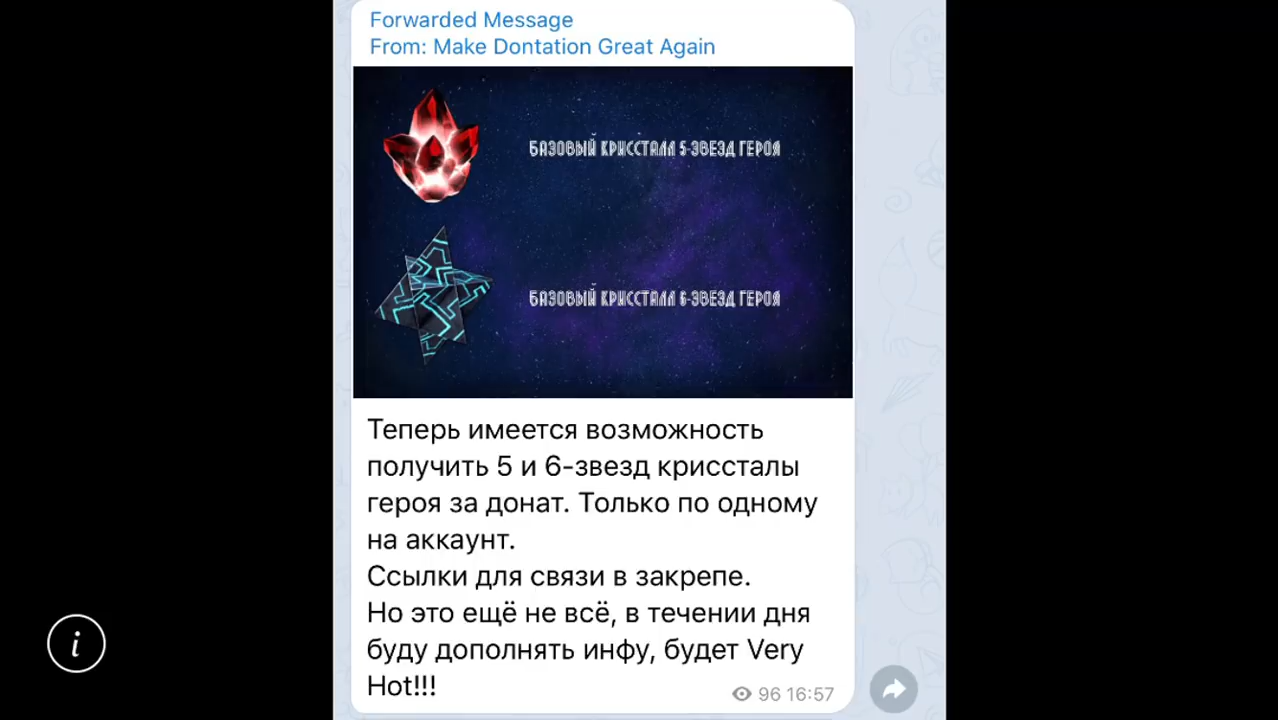 Forwarded Message
From: Make Dontation Great Again
БАЗОВЫЙ КРИССТАЛЛ 5-ЗВЕЗД ГЕРОЯ
БАЗОВЫЙ КРИССТАЛЛ 6-ЗВЕЗД ГЕРОЯ
Теперь имеется возможность
получить 5 и 6-звезд криссталы
героя за донат. Только по одному
на аккаунт.
Ссылки для связи в закрепе.
Но это ещё не всё, в течении дня
буду дополнять инфу, будет Very
Hot!!!
96 16:57
i